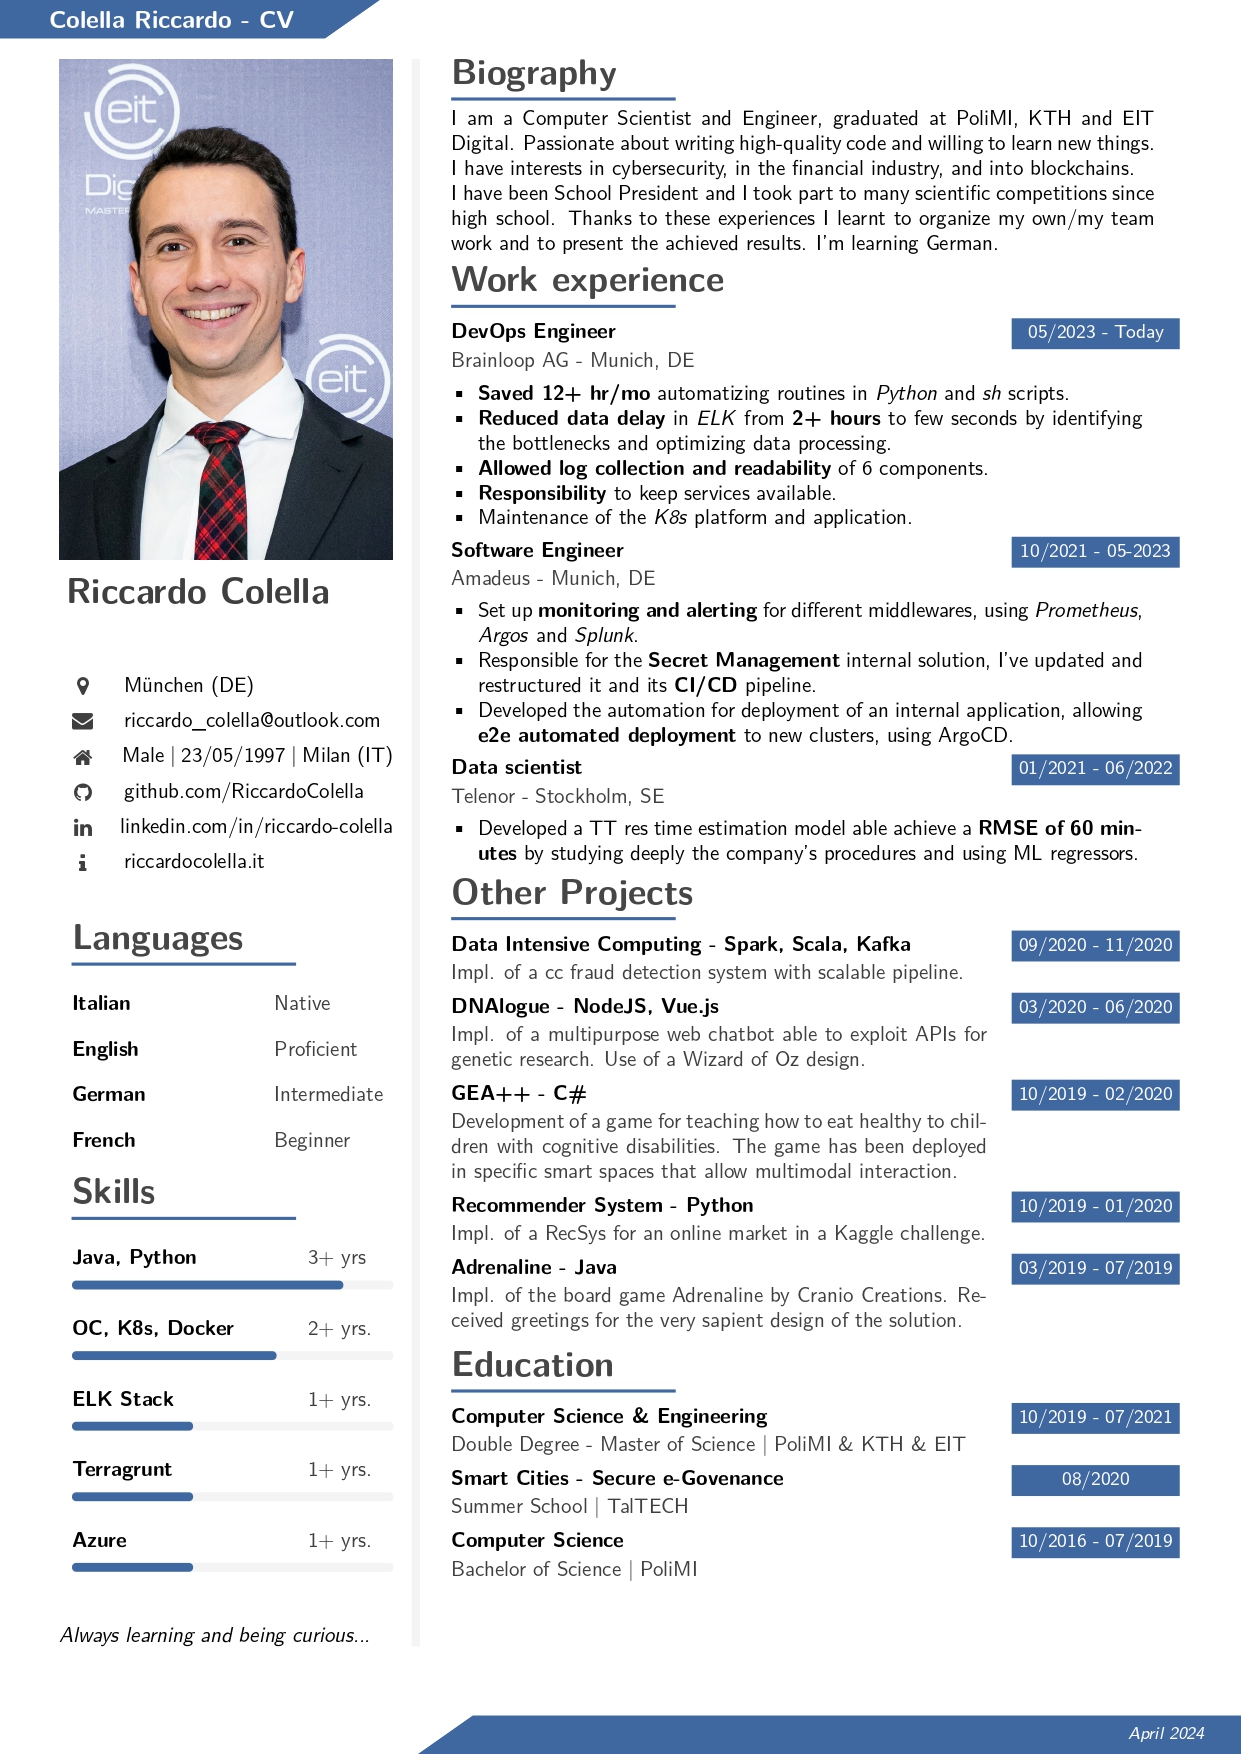 Colella Riccardo - CV
eit
Dig
MASTER
eit
Riccardo Colella
München (DE)
riccardo_colella@outlook.com
Male | 23/05/1997 | Milan (IT)
github.com/RiccardoColella
linkedin.com/in/riccardo-colella
riccardocolella.it
Languages
Italian Native
English Proficient
German Intermediate
French Beginner
Skills
Java, Python 3+ yrs
OC, K8s, Docker 2+ yrs.
ELK Stack 1+ yrs.
Terragrunt 1+ yrs.
Azure 1+ yrs.
Always learning and being curious...
Biography
I am a Computer Scientist and Engineer, graduated at PoliMI, KTH and EIT
Digital. Passionate about writing high-quality code and willing to learn new things.
I have interests in cybersecurity, in the financial industry, and into blockchains.
I have been School President and I took part to many scientific competitions since
high school. Thanks to these experiences I learnt to organize my own/my team
work and to present the achieved results. I'm learning German.
Work experience
DevOps Engineer 05/2023 - Today
Brainloop AG - Munich, DE
▪ Saved 12+ hr/mo automatizing routines in Python and sh scripts.
▪ Reduced data delay in ELK from 2+ hours to few seconds by identifying
the bottlenecks and optimizing data processing.
▪ Allowed log collection and readability of 6 components.
▪ Responsibility to keep services available.
▪ Maintenance of the K8s platform and application.
Software Engineer 10/2021 - 05-2023
Amadeus - Munich, DE
▪ Set up monitoring and alerting for different middlewares, using Prometheus,
Argos and Splunk.
▪ Responsible for the Secret Management internal solution, I've updated and
restructured it and its CI/CD pipeline.
▪ Developed the automation for deployment of an internal application, allowing
e2e automated deployment to new clusters, using ArgoCD.
Data scientist 01/2021 - 06/2022
Telenor - Stockholm, SE
▪ Developed a TT res time estimation model able achieve a RMSE of 60 min-
utes by studying deeply the company's procedures and using ML regressors.
Other Projects
Data Intensive Computing - Spark, Scala, Kafka 09/2020 - 11/2020
Impl. of a cc fraud detection system with scalable pipeline.
DNAlogue - NodeJS, Vue.js 03/2020 - 06/2020
Impl. of a multipurpose web chatbot able to exploit APIs for
genetic research. Use of a Wizard of Oz design.
GEA++ - C# 10/2019 - 02/2020
Development of a game for teaching how to eat healthy to chil-
dren with cognitive disabilities. The game has been deployed
in specific smart spaces that allow multimodal interaction.
Recommender System - Python 10/2019 - 01/2020
Impl. of a RecSys for an online market in a Kaggle challenge.
Adrenaline - Java 03/2019 - 07/2019
Impl. of the board game Adrenaline by Cranio Creations. Re-
ceived greetings for the very sapient design of the solution.
Education
Computer Science & Engineering 10/2019 - 07/2021
Double Degree - Master of Science | PoliMI & KTH & EIT
Smart Cities - Secure e-Govenance 08/2020
Summer School | TalTECH
Computer Science 10/2016 - 07/2019
Bachelor of Science | PoliMI
April 2024